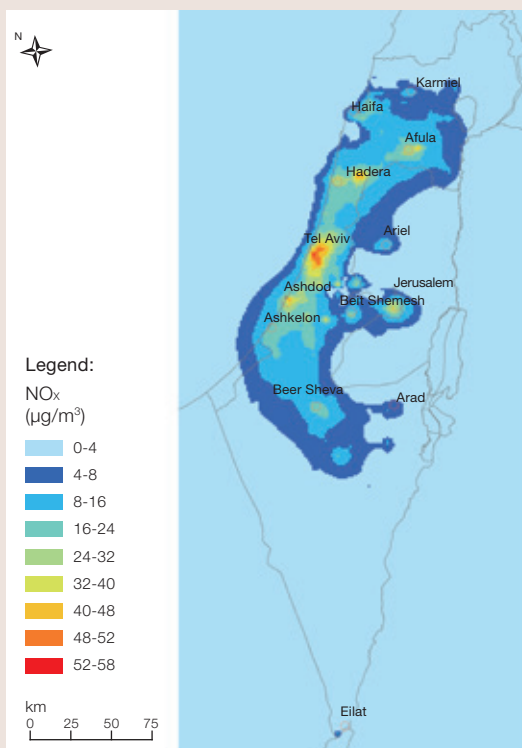 N
Karmiel
Haifa
Afula
Hadera
Tel Aviv
Ariel
Ashdod
Jerusalem
Beit Shemesh
Ashkelon
Beer Sheva
Arad
Eilat
Legend:
NOx
(µg/m³)
0-4
4-8
8-16
16-24
24-32
32-40
40-48
48-52
52-58
km
0 25 50 75